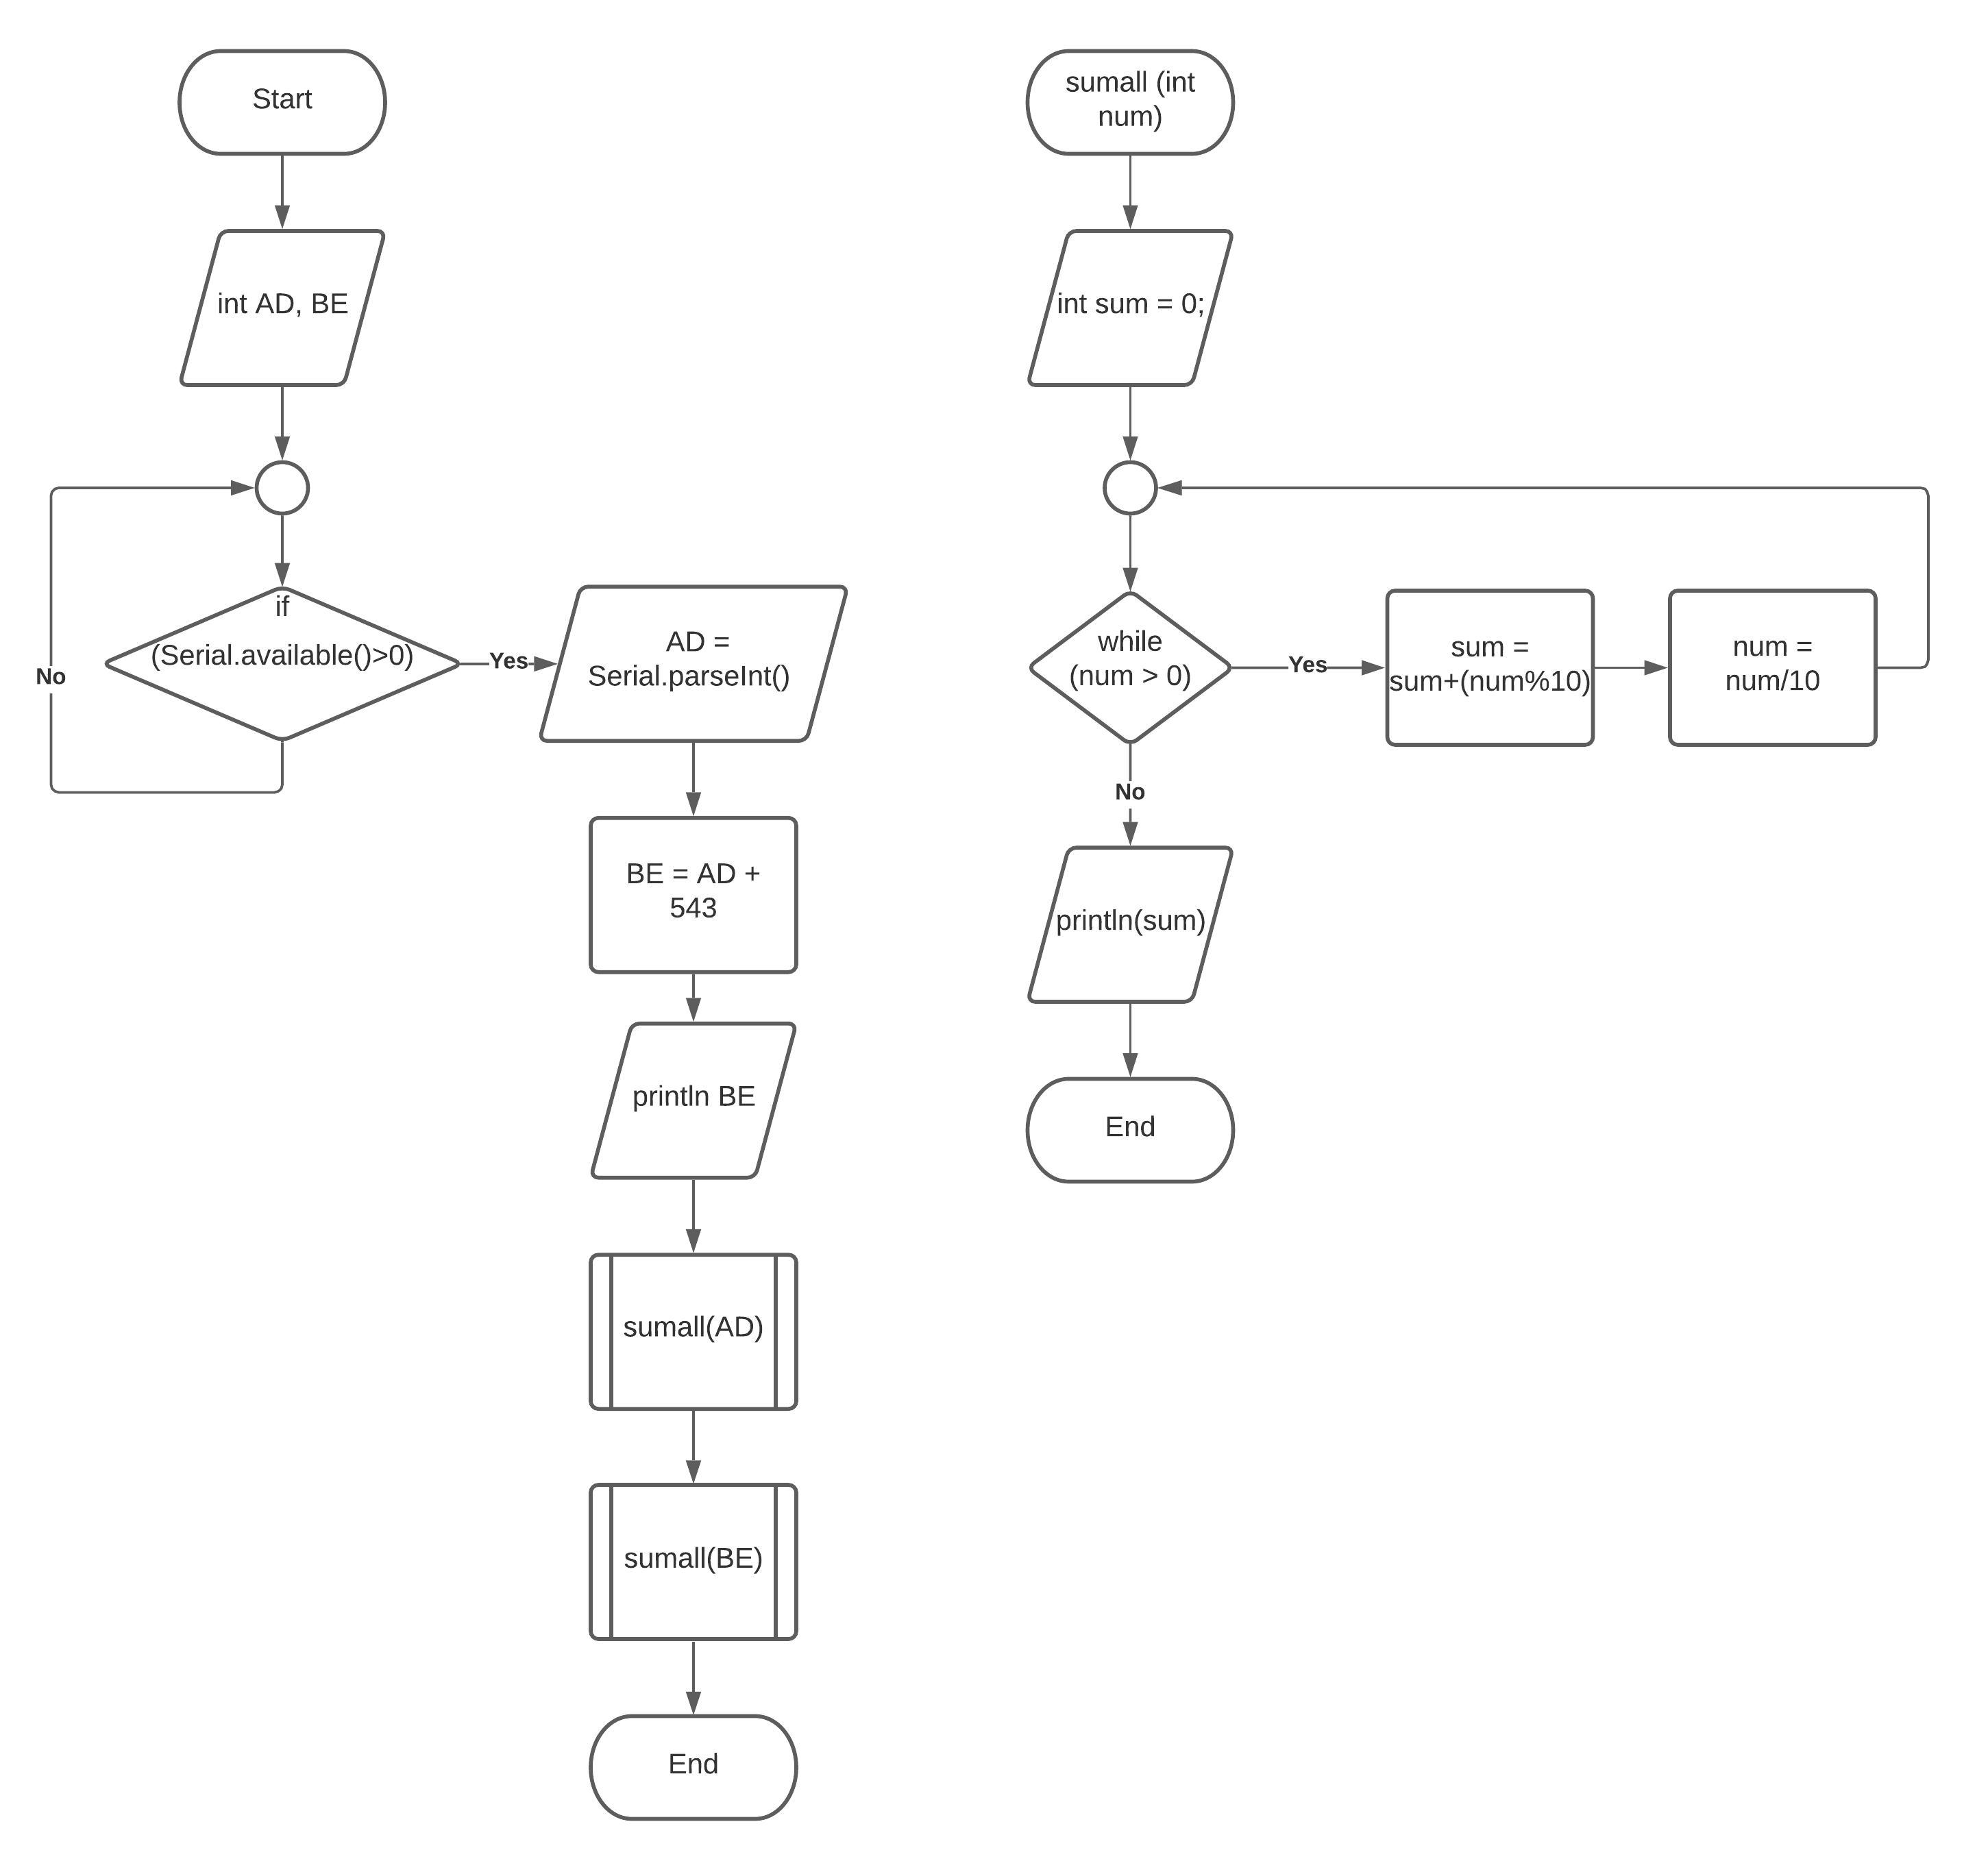 Start
int AD, BE
if
(Serial.available()>0)
No
Yes
AD =
Serial.parseInt()
BE = AD +
543
println BE
sumall(AD)
sumall(BE)
End
sumall (int
num)
int sum = 0;
while
(num > 0)
Yes
sum =
sum+(num%10)
num =
num/10
No
println(sum)
End